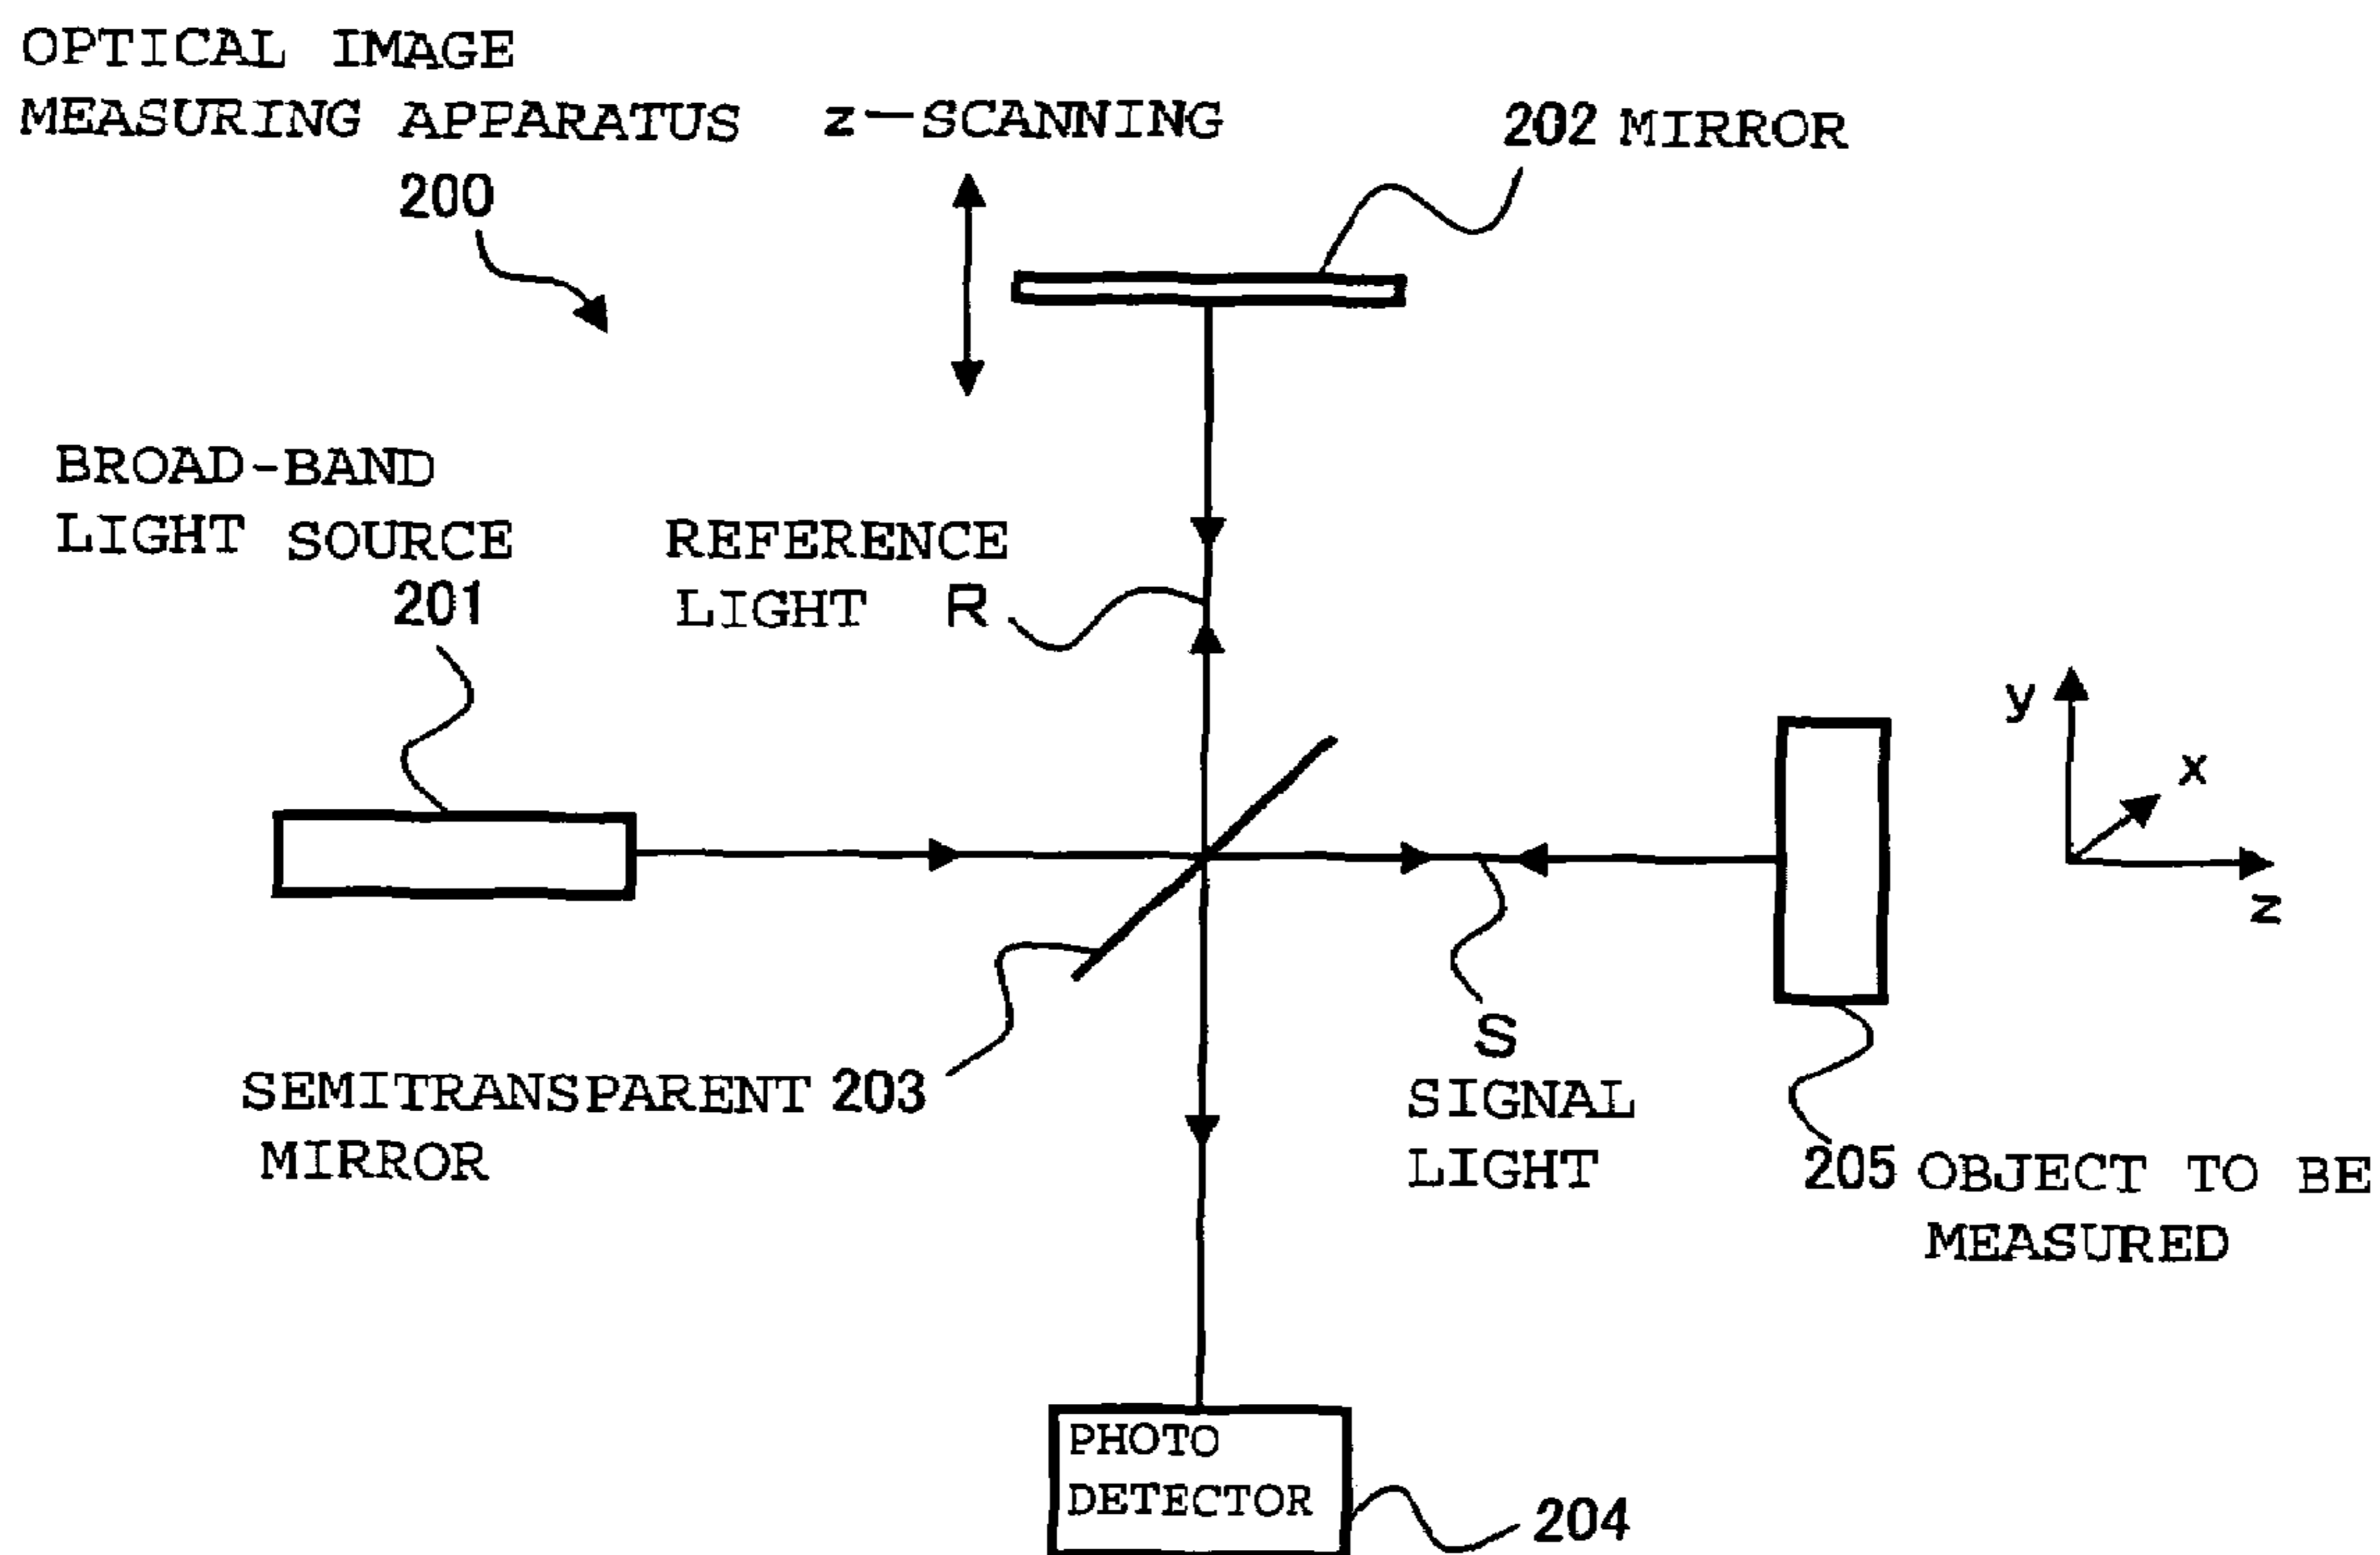 OPTICAL IMAGE
MEASURING APPARATUS
200
z-SCANNING
202 MIRROR
BROAD-BAND
LIGHT SOURCE
201
REFERENCE
LIGHT R
y
x
z
SEMITRANSPARENT 203
MIRROR
S
SIGNAL
LIGHT
205 OBJECT TO BE
MEASURED
PHOTO
DETECTOR
204